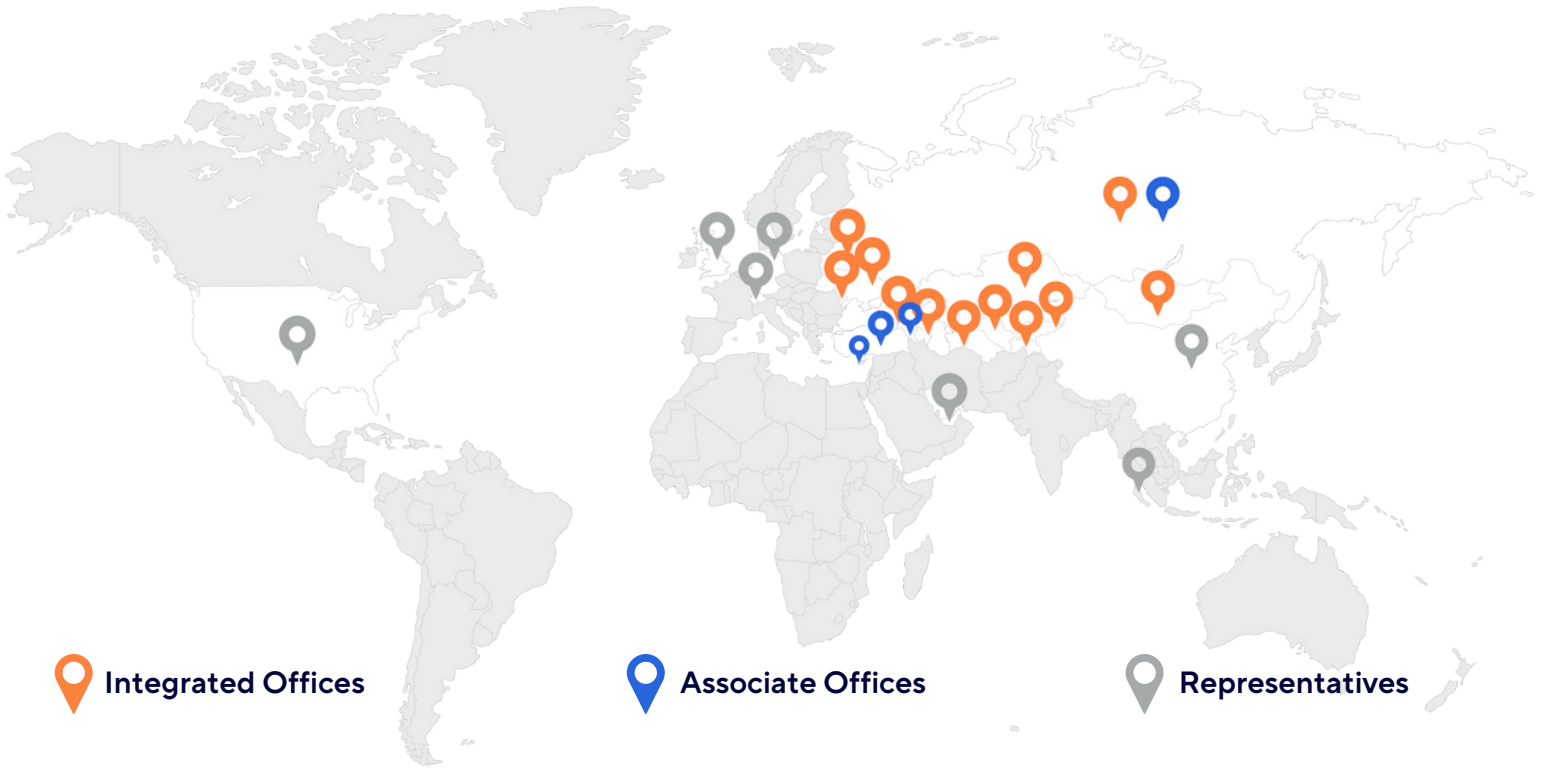 Integrated Offices
Associate Offices
Representatives